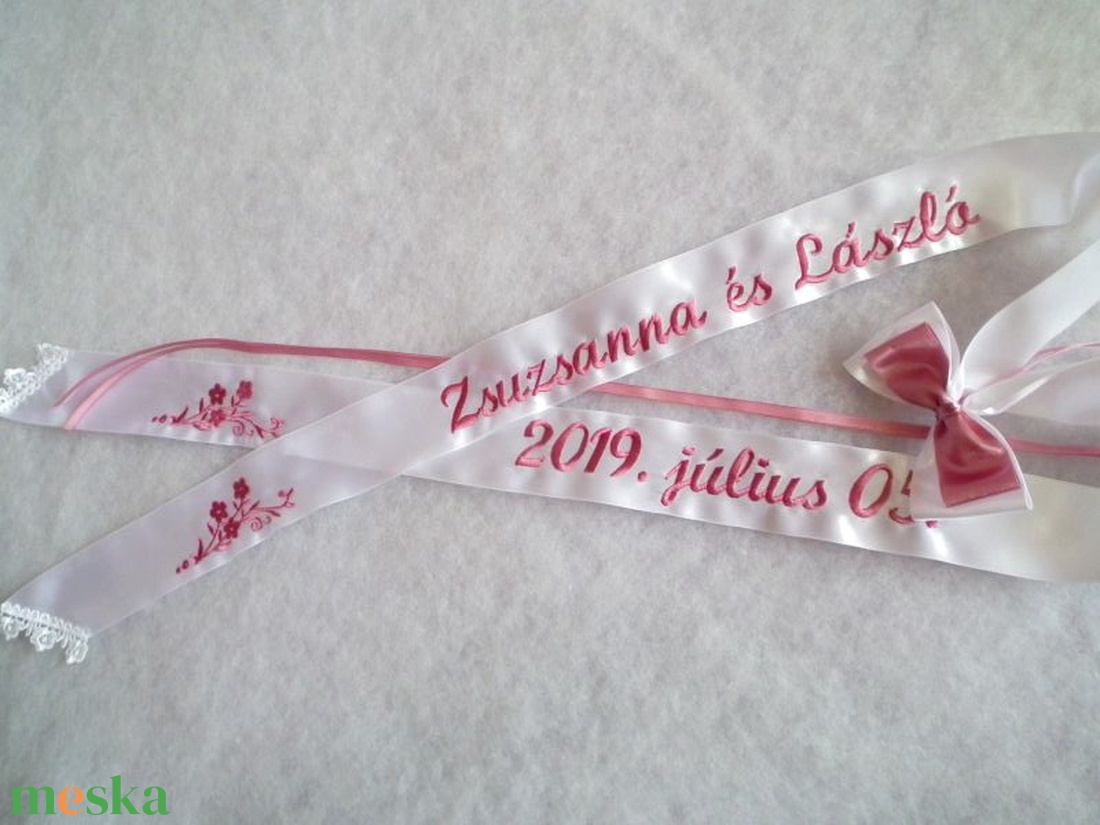 Zsuzsanna és László
2019. július 05.
meska